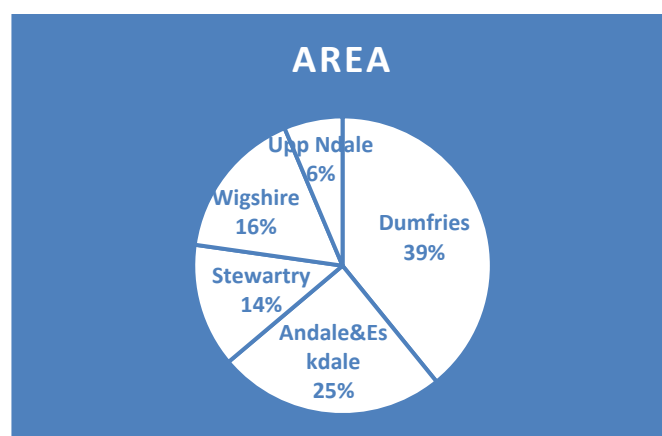 AREA
Upp Ndale
6%
Wigshire
16%
Dumfries
39%
Stewartry
14%
Andale&Es
kdale
25%